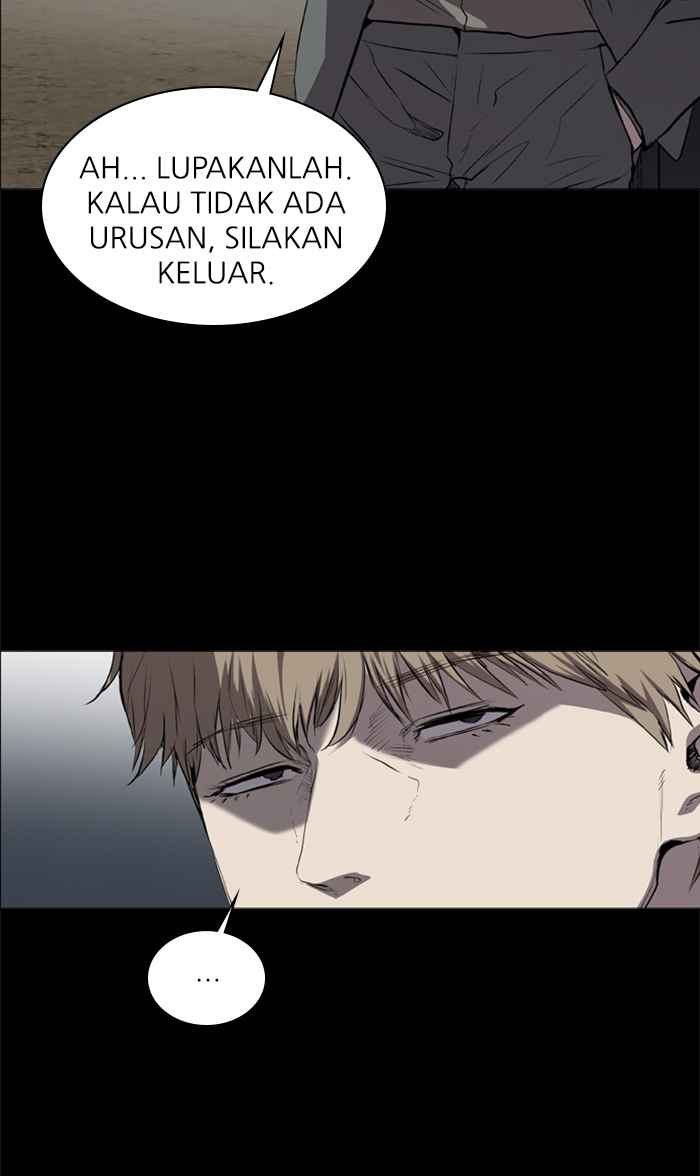 AH... LUPAKANLAH.
KALAU TIDAK ADA
URUSAN, SILAKAN
KELUAR.
...